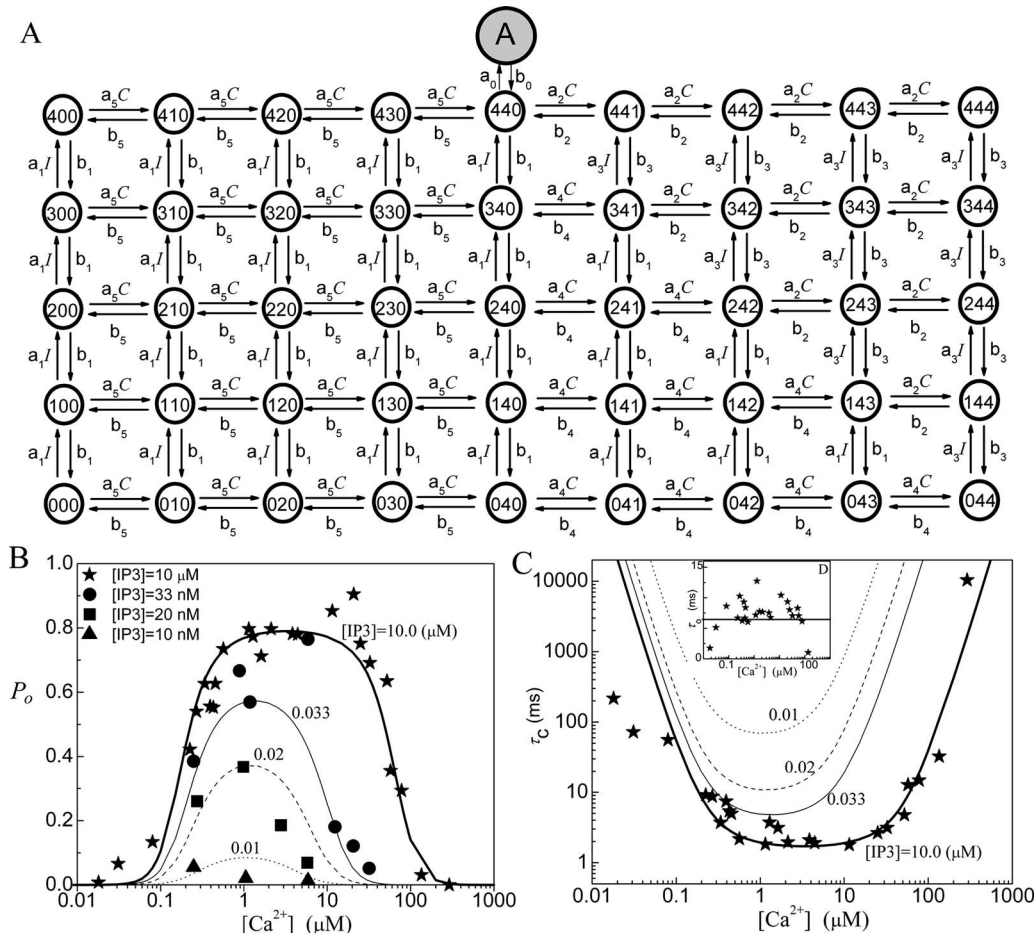 A
A
a₀ b₀
a₅C a₅C a₅C a₅C a₂C a₂C a₂C a₂C
400 410 420 430 440 441 442 443 444
b₅ b₅ b₅ b₅ b₂ b₂ b₂ b₂
a₁I b₁ a₁I b₁ a₁I b₁ a₁I b₁ a₁I b₁ a₃I b₃ a₃I b₃ a₃I b₃ a₃I b₃
a₅C a₅C a₅C a₅C a₄C a₂C a₂C a₂C
300 310 320 330 340 341 342 343 344
b₅ b₅ b₅ b₅ b₄ b₂ b₂ b₂
a₁I b₁ a₁I b₁ a₁I b₁ a₁I b₁ a₁I b₁ a₁I b₁ a₃I b₃ a₃I b₃ a₃I b₃
a₅C a₅C a₅C a₅C a₄C a₄C a₂C a₂C
200 210 220 230 240 241 242 243 244
b₅ b₅ b₅ b₅ b₄ b₄ b₂ b₂
a₁I b₁ a₁I b₁ a₁I b₁ a₁I b₁ a₁I b₁ a₁I b₁ a₁I b₁ a₃I b₃ a₃I b₃
a₅C a₅C a₅C a₅C a₄C a₄C a₄C a₂C
100 110 120 130 140 141 142 143 144
b₅ b₅ b₅ b₅ b₄ b₄ b₄ b₂
a₁I b₁ a₁I b₁ a₁I b₁ a₁I b₁ a₁I b₁ a₁I b₁ a₁I b₁ a₁I b₁ a₃I b₃
a₅C a₅C a₅C a₅C a₄C a₄C a₄C a₄C
000 010 020 030 040 041 042 043 044
b₅ b₅ b₅ b₅ b₄ b₄ b₄ b₄
B
[IP3]=10 μM
[IP3]=33 nM
[IP3]=20 nM
[IP3]=10 nM
[IP3]=10.0 (μM)
0.033
0.02
0.01
1.0
0.8
0.6
0.4
0.2
0.0
Pₒ
0.01 0.1 1 10 100 1000
[Ca²⁺] (μM)
C
10000
1000
100
10
1
τ_C (ms)
D
15
10
5
0
τ_O (ms)
0.1 1 10 100
[Ca²⁺] (μM)
0.01
0.02
0.033
[IP3]=10.0 (μM)
0.01 0.1 1 10 100 1000
[Ca²⁺] (μM)